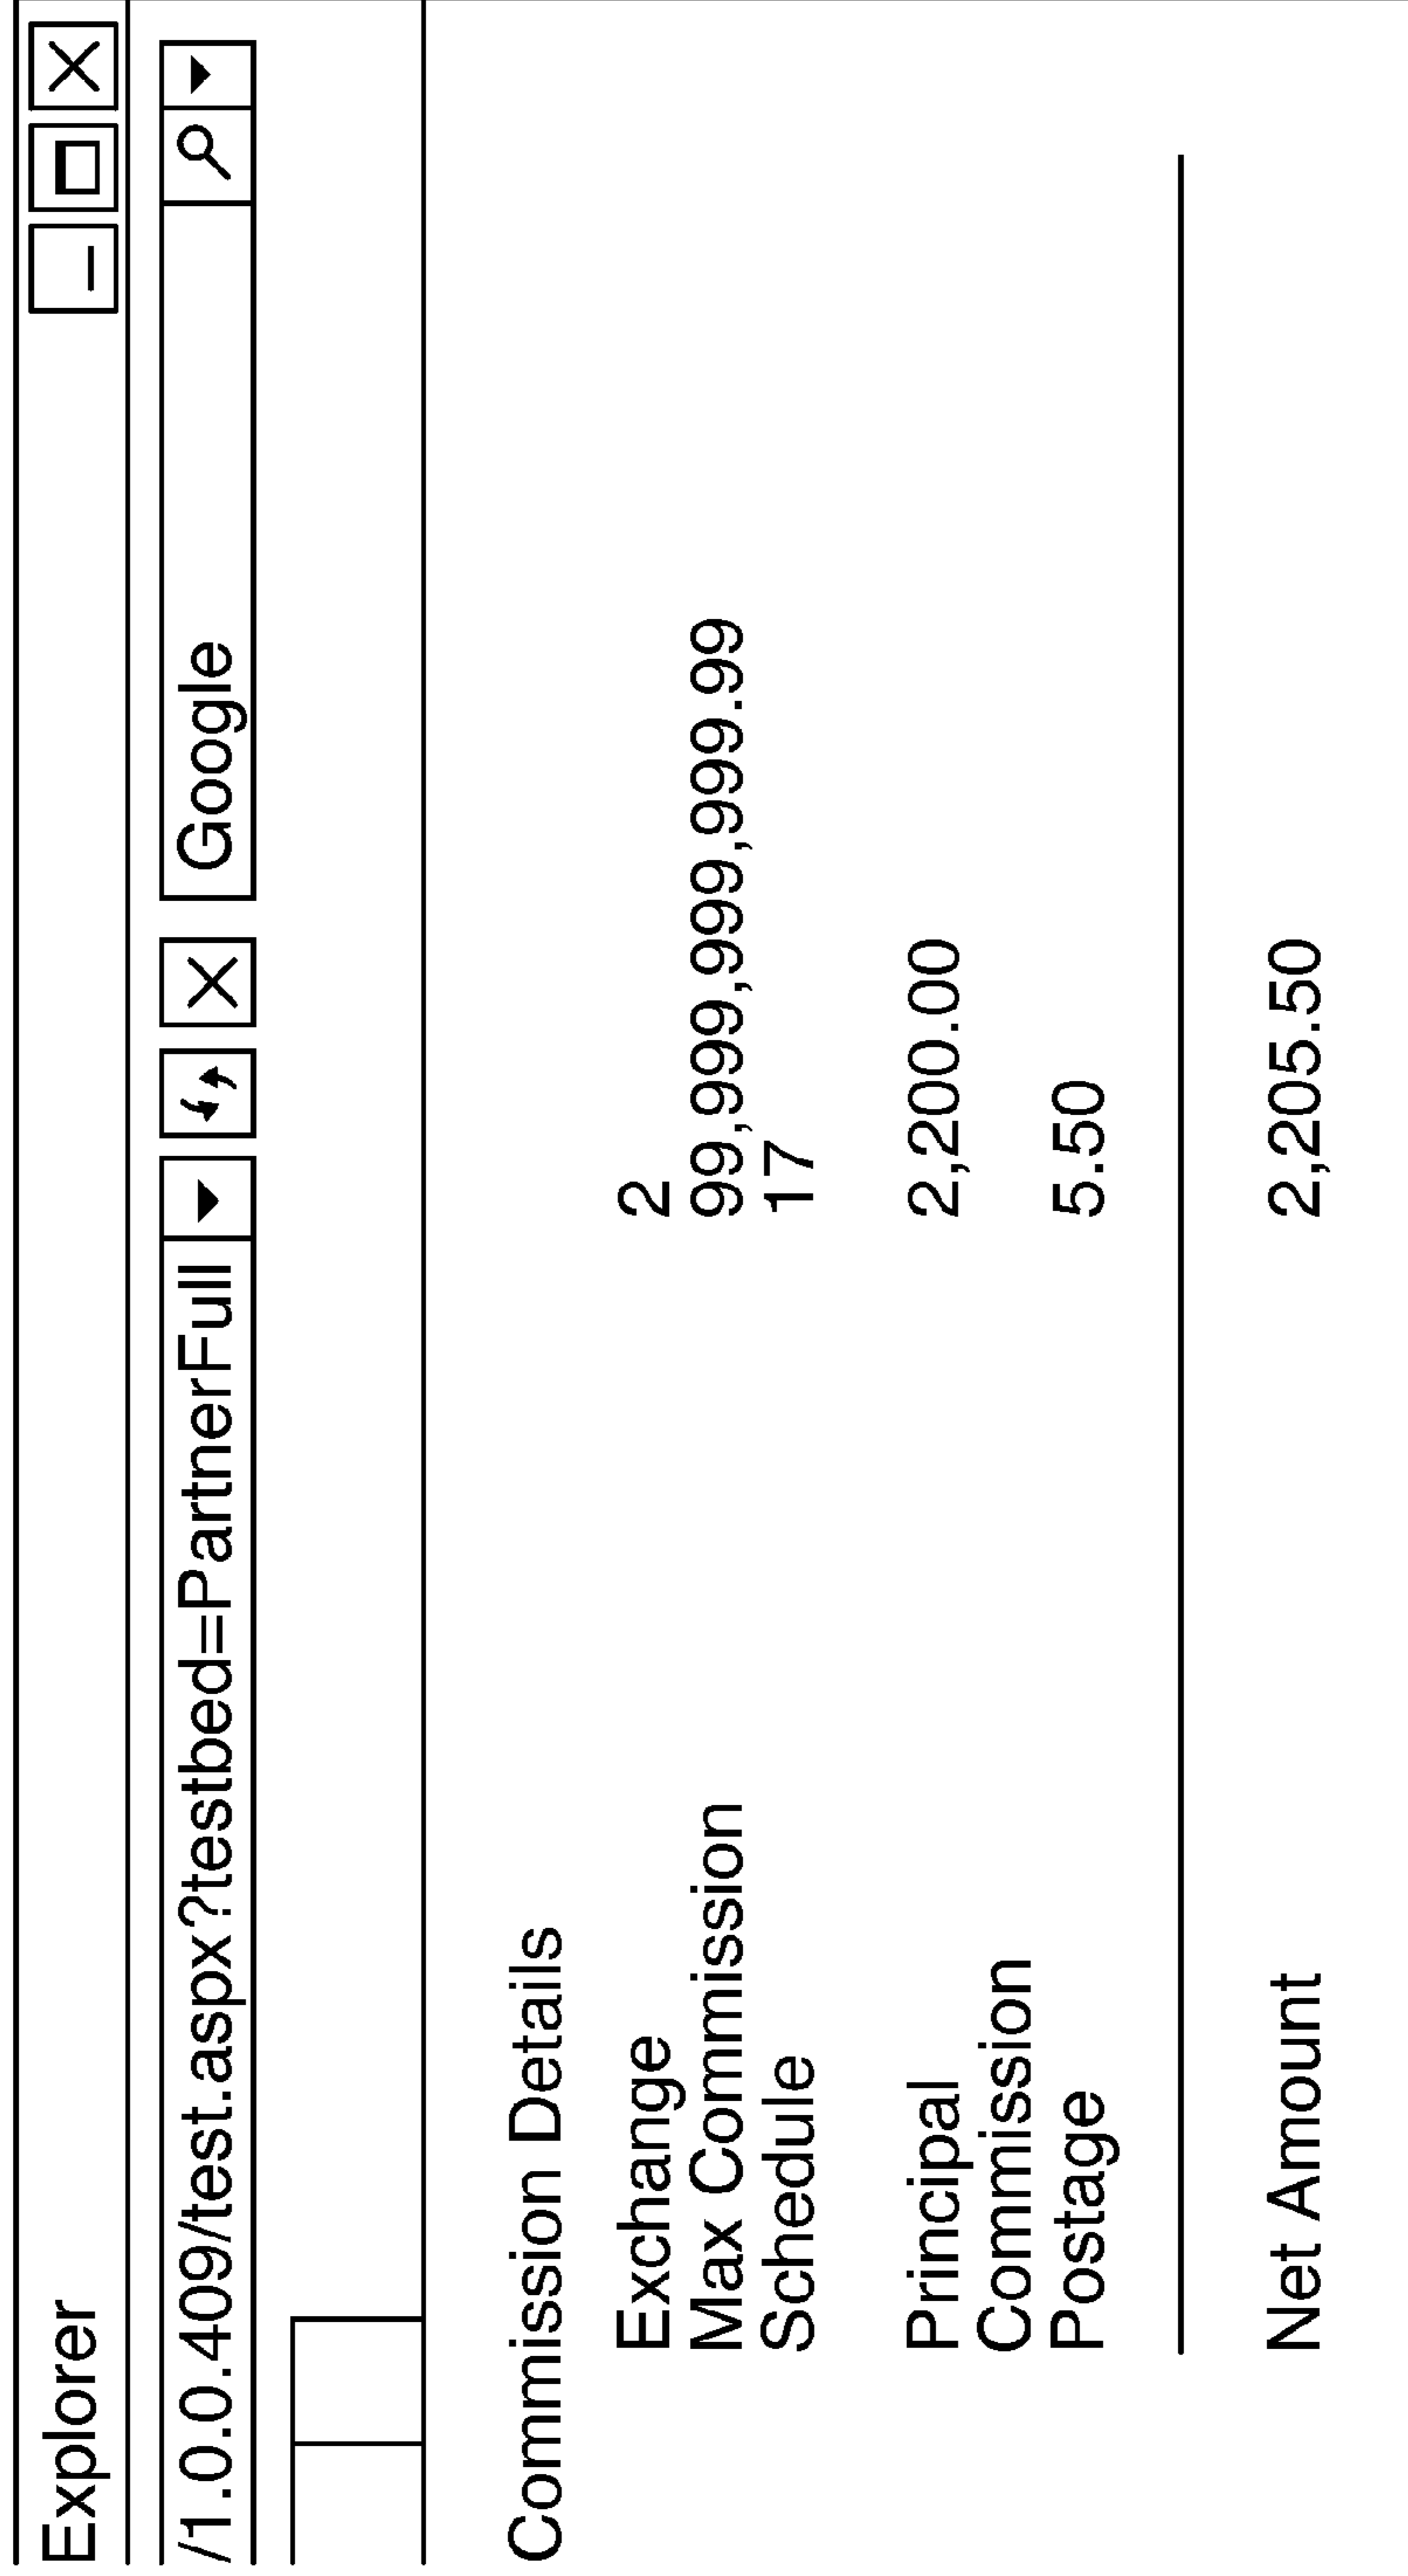 Explorer
/1.0.0.409/test.aspx?testbed=PartnerFull Google
Commission Details
Exchange 2
Max Commission 99,999,999,999,999.99
Schedule 17
Principal 2,200.00
Commission
Postage 5.50
Net Amount 2,205.50